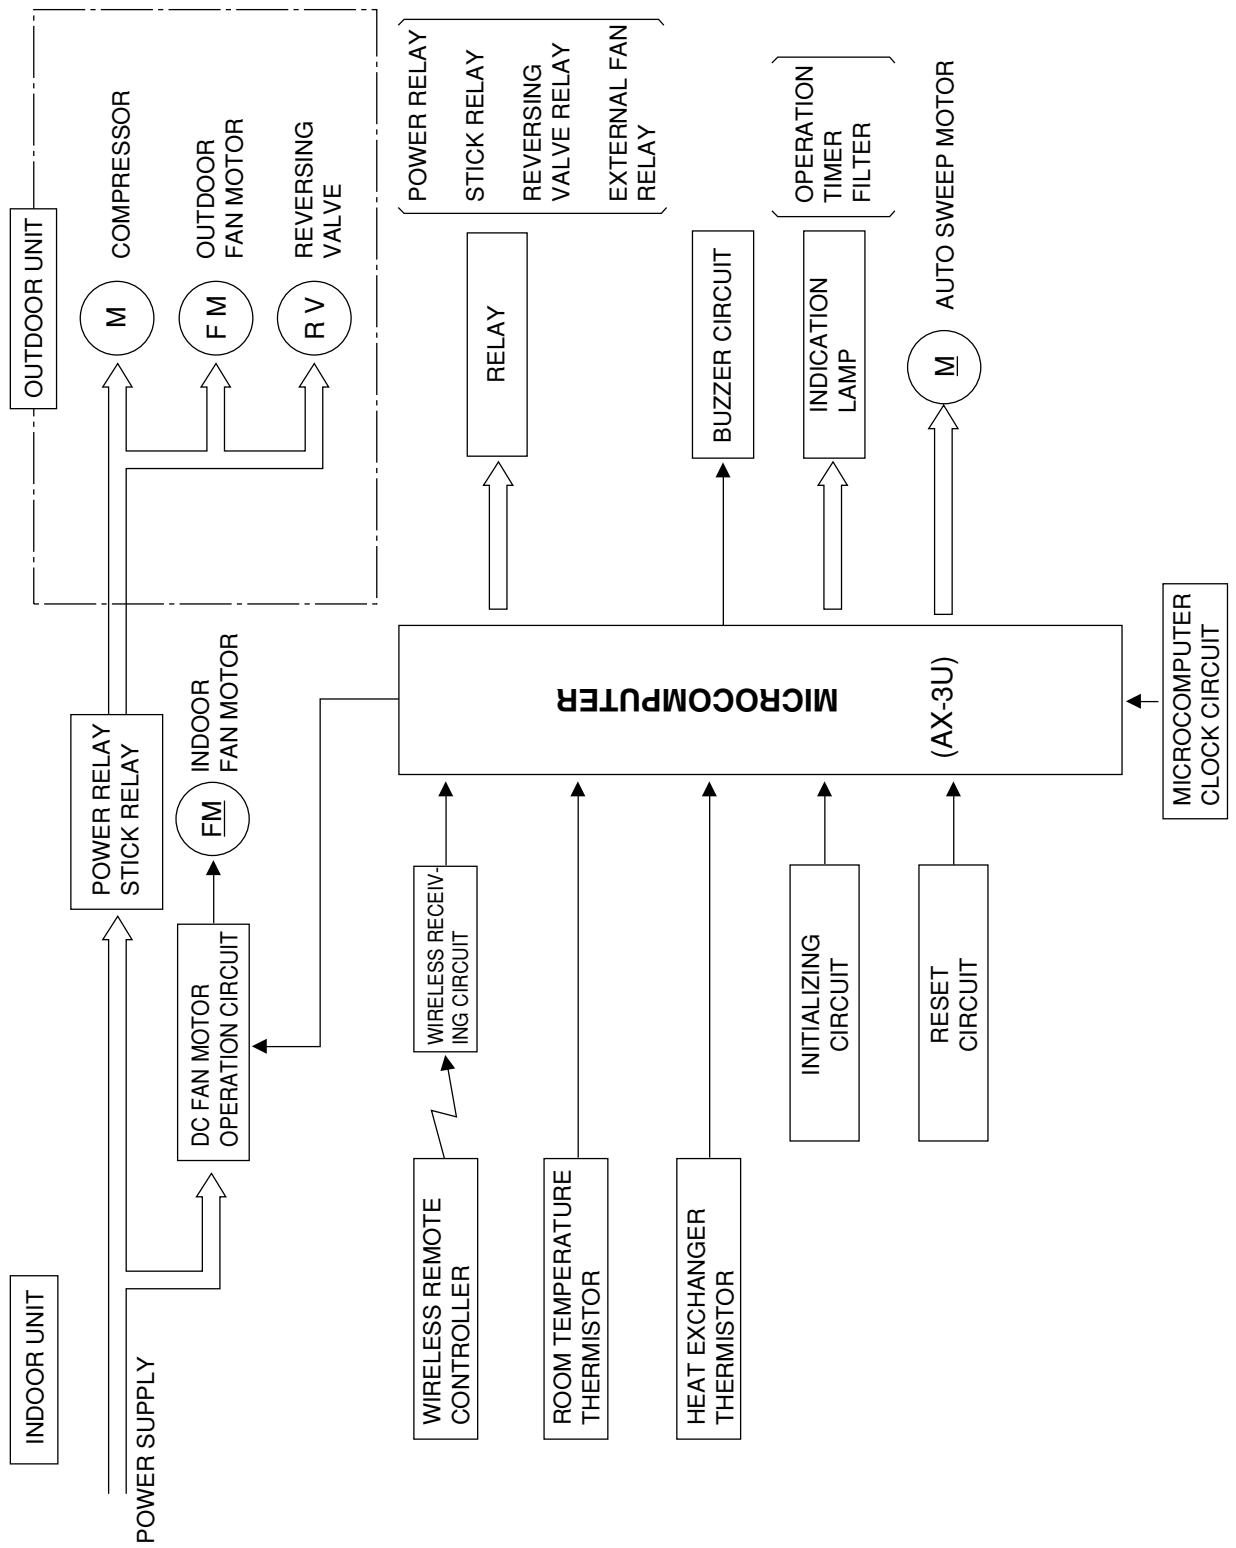 INDOOR UNIT
OUTDOOR UNIT
POWER SUPPLY
POWER RELAY
STICK RELAY
M
COMPRESSOR
DC FAN MOTOR
OPERATION CIRCUIT
FM
INDOOR
FAN MOTOR
F M
OUTDOOR
FAN MOTOR
R V
REVERSING
VALVE
WIRELESS REMOTE
CONTROLLER
WIRELESS RECEIV-
ING CIRCUIT
ROOM TEMPERATURE
THERMISTOR
HEAT EXCHANGER
THERMISTOR
INITIALIZING
CIRCUIT
RESET
CIRCUIT
MICROCOMPUTER
(AX-3U)
MICROCOMPUTER
CLOCK CIRCUIT
RELAY
POWER RELAY
STICK RELAY
REVERSING
VALVE RELAY
EXTERNAL FAN
RELAY
BUZZER CIRCUIT
INDICATION
LAMP
OPERATION
TIMER
FILTER
M
AUTO SWEEP MOTOR